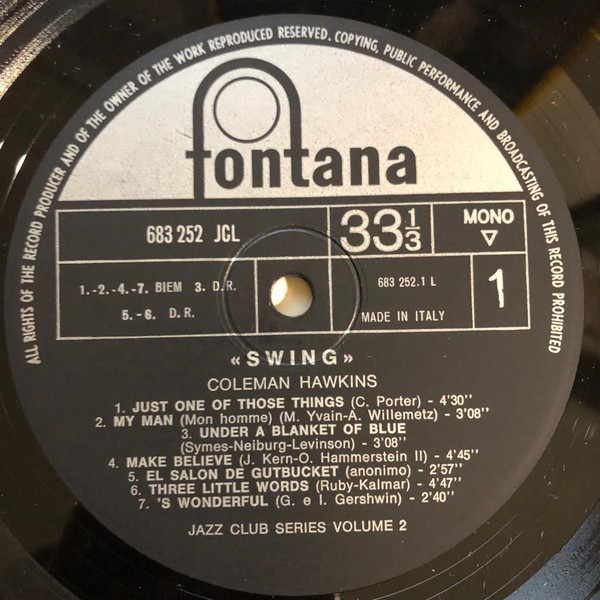 ALL RIGHTS OF THE RECORD PRODUCER AND OF THE OWNER OF THE WORK REPRODUCED RESERVED. COPYING, PUBLIC PERFORMANCE AND BROADCASTING OF THIS RECORD PROHIBITED
fontana
683 252 JCL
33 1/3
MONO
1.-2.-4.-7. BIEM 3. D.R.
5.-6. D.R.
683 252.1 L
MADE IN ITALY
1
«SWING»
COLEMAN HAWKINS
1. JUST ONE OF THOSE THINGS (C. Porter) - 4'30''
2. MY MAN (Mon homme) (M. Yvain-A. Willemetz) - 3'08''
3. UNDER A BLANKET OF BLUE
(Symes-Neiburg-Levinson) - 3'08''
4. MAKE BELIEVE (J. Kern-O. Hammerstein II) - 4'45''
5. EL SALON DE GUTBUCKET (anonimo) - 2'57''
6. THREE LITTLE WORDS (Ruby-Kalmar) - 4'47''
7. 'S WONDERFUL (G. e I. Gershwin) - 2'40''
JAZZ CLUB SERIES VOLUME 2